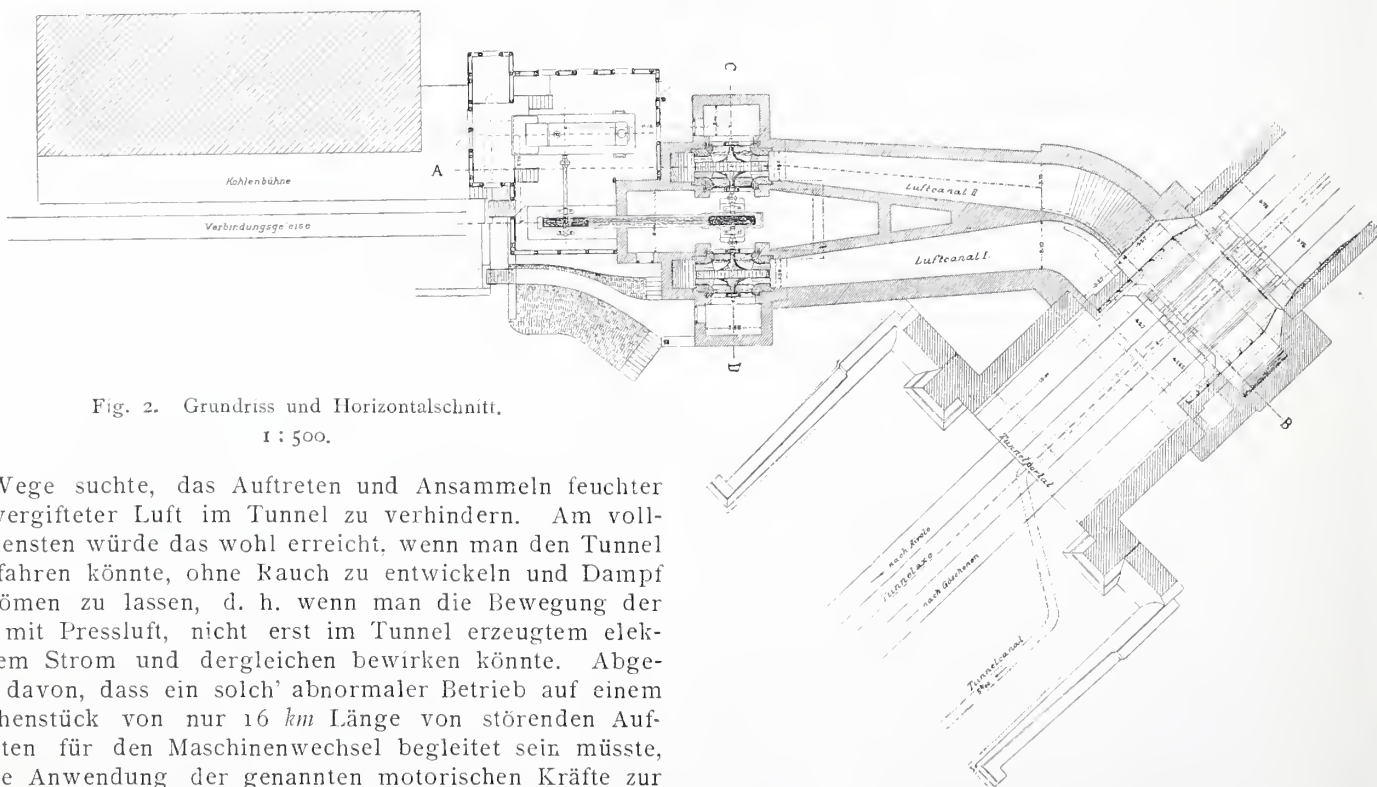 C
A
Kohlenbühne
Verbindungsgeleise
Luftcanal II
Luftcanal I.
D
B
Tunnelportal
nach Airolo
Tunnelaxe
nach Göschenen
Tunnelcanal
Fig. 2. Grundriss und Horizontalschnitt.
1 : 500.
Wege suchte, das Auftreten und Ansammeln feuchter
vergifteter Luft im Tunnel zu verhindern. Am voll-
ensten würde das wohl erreicht, wenn man den Tunnel
fahren könnte, ohne Rauch zu entwickeln und Dampf
ömen zu lassen, d. h. wenn man die Bewegung der
mit Pressluft, nicht erst im Tunnel erzeugtem elek-
em Strom und dergleichen bewirken könnte. Abge-
davon, dass ein solch' abnormaler Betrieb auf einem
henstück von nur 16 km Länge von störenden Auf-
ten für den Maschinenwechsel begleitet sein müsste,
e Anwendung der genannten motorischen Kräfte zur